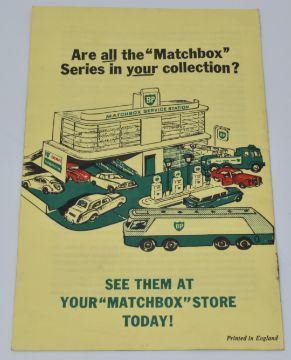 Are all the "Matchbox"
Series in your collection?
BP
MATCHBOX SERVICE STATION
BP
BP
BP
SEE THEM AT
YOUR "MATCHBOX" STORE
TODAY!
Printed in England